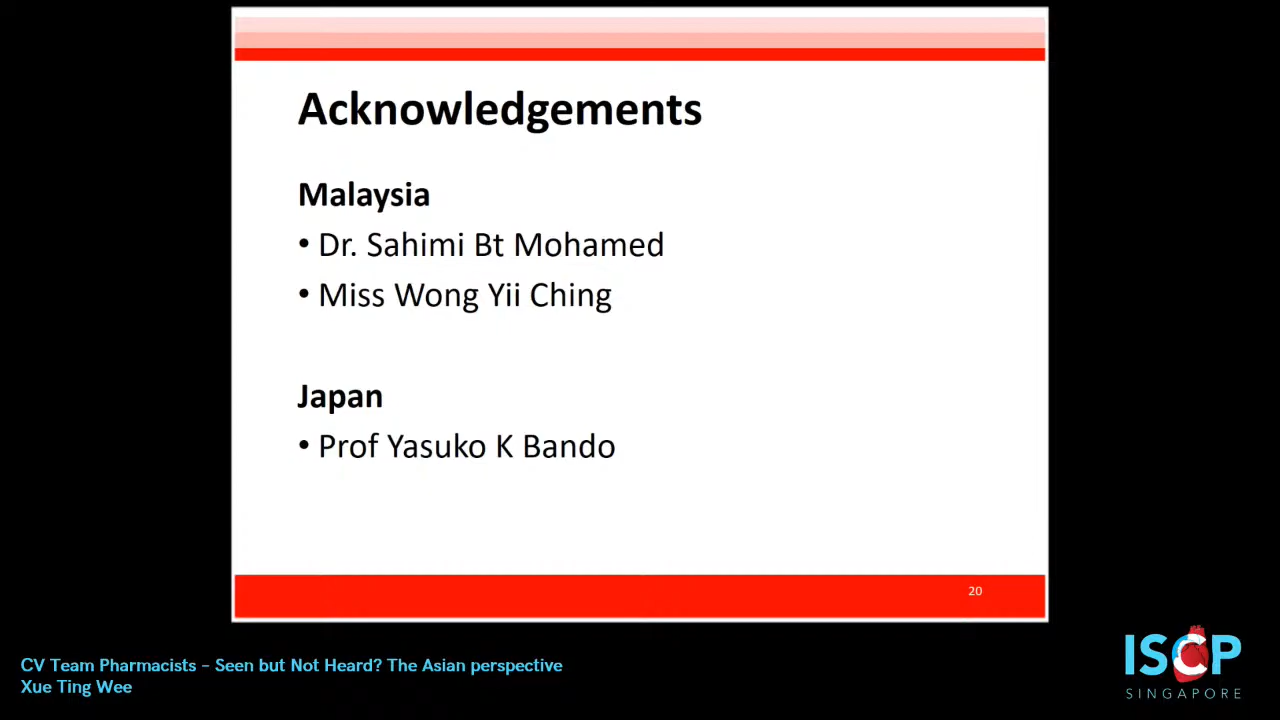 Acknowledgements
Malaysia
• Dr. Sahimi Bt Mohamed
• Miss Wong Yii Ching
Japan
• Prof Yasuko K Bando
20
CV Team Pharmacists – Seen but Not Heard? The Asian perspective
Xue Ting Wee
ISCP
SINGAPORE